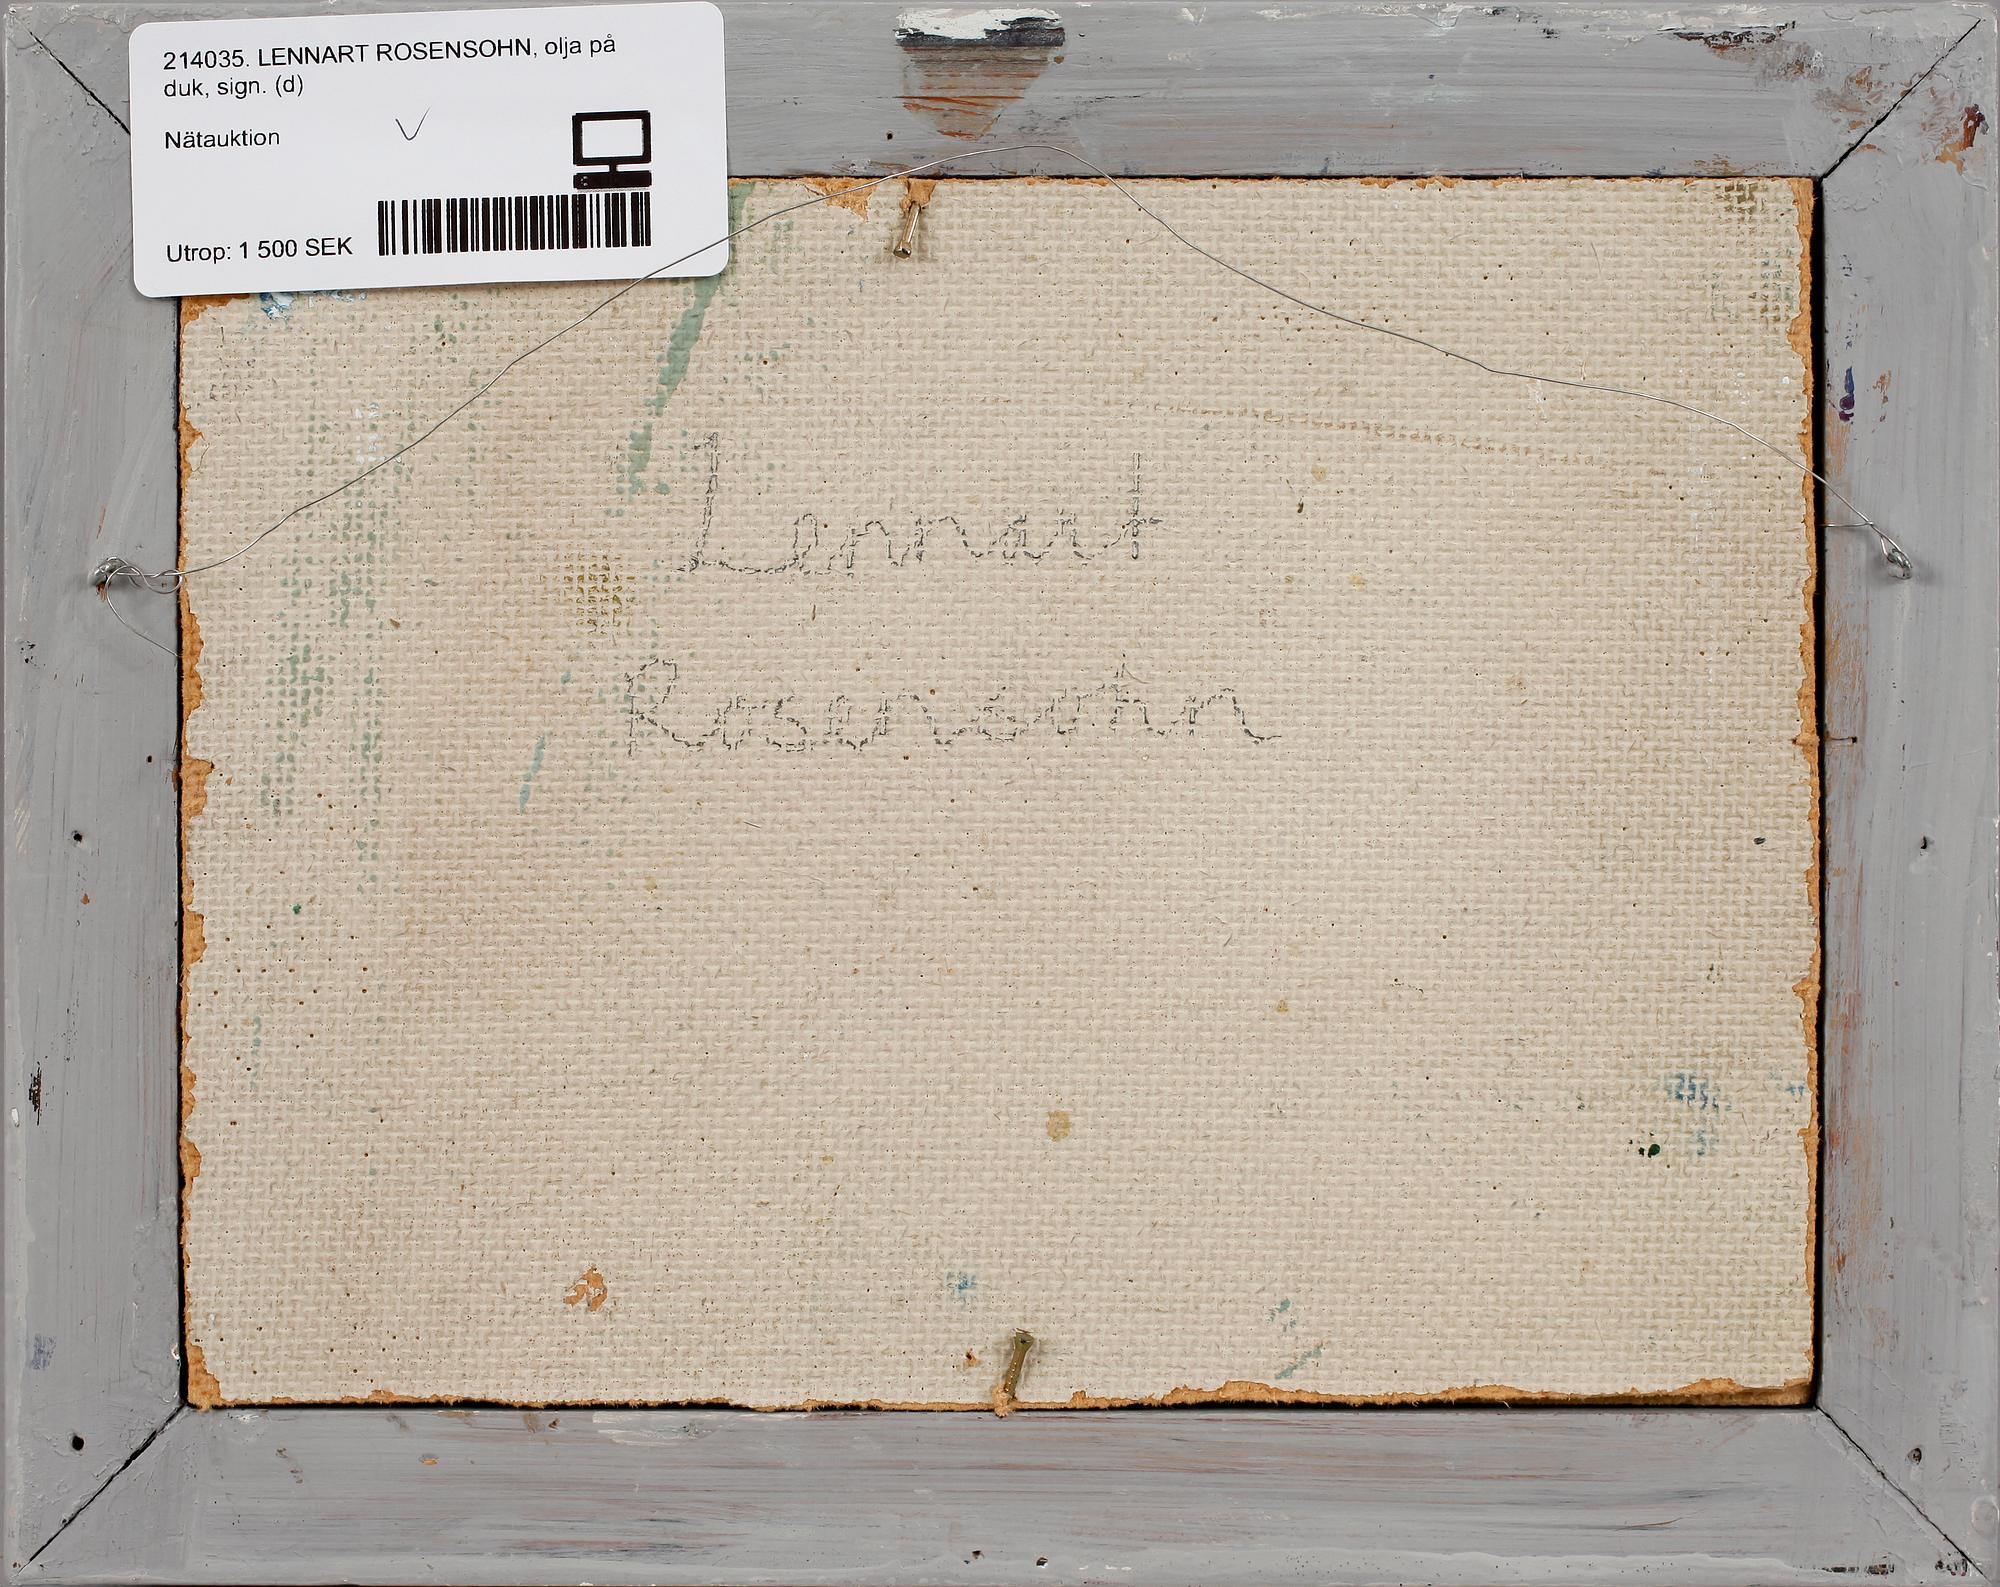 214035. LENNART ROSENSOHN, olja på
duk, sign. (d)
Nätauktion
Utrop: 1 500 SEK
Lennart
Rosensohn